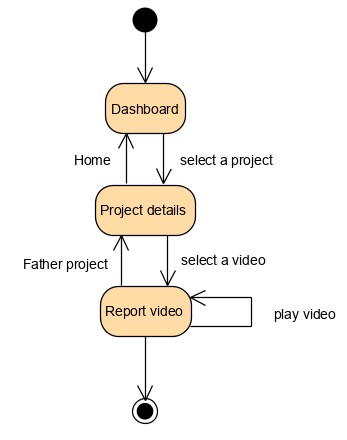 Dashboard
Home
select a project
Project details
Father project
select a video
Report video
play video